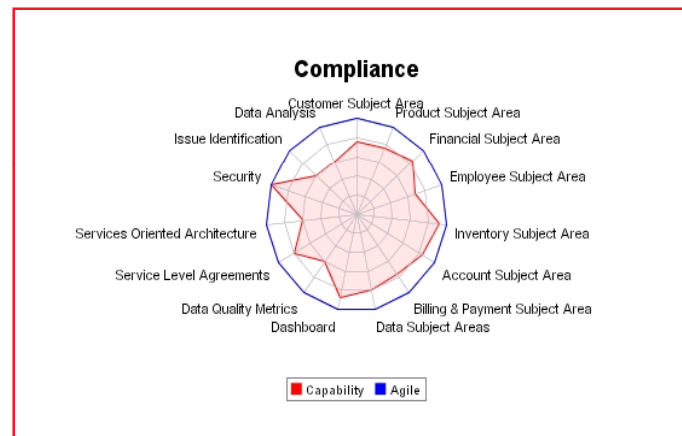 Compliance
Customer Subject Area
Data Analysis
Product Subject Area
Issue Identification
Financial Subject Area
Security
Employee Subject Area
Services Oriented Architecture
Inventory Subject Area
Service Level Agreements
Account Subject Area
Data Quality Metrics
Billing & Payment Subject Area
Dashboard
Data Subject Areas
Capability
Agile